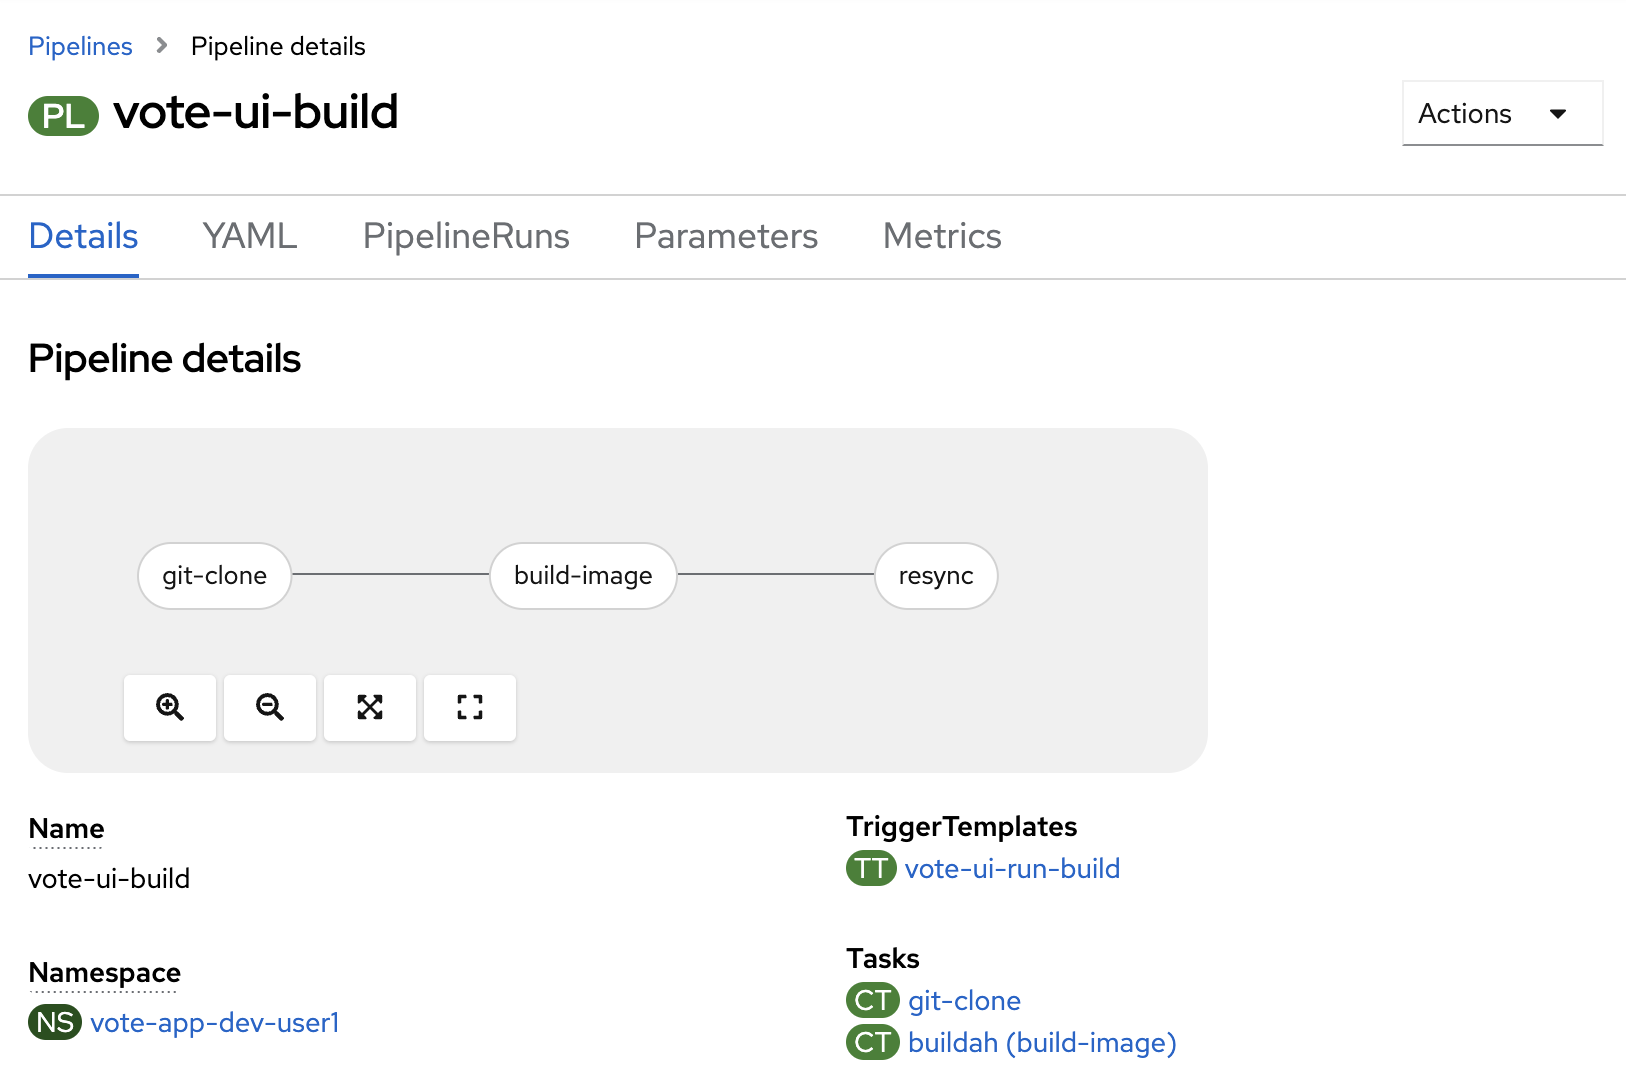 Pipelines > Pipeline details
PL vote-ui-build
Actions
Details YAML PipelineRuns Parameters Metrics
Pipeline details
git-clone build-image resync
Name
vote-ui-build
Namespace
NS vote-app-dev-user1
TriggerTemplates
TT vote-ui-run-build
Tasks
CT git-clone
CT buildah (build-image)